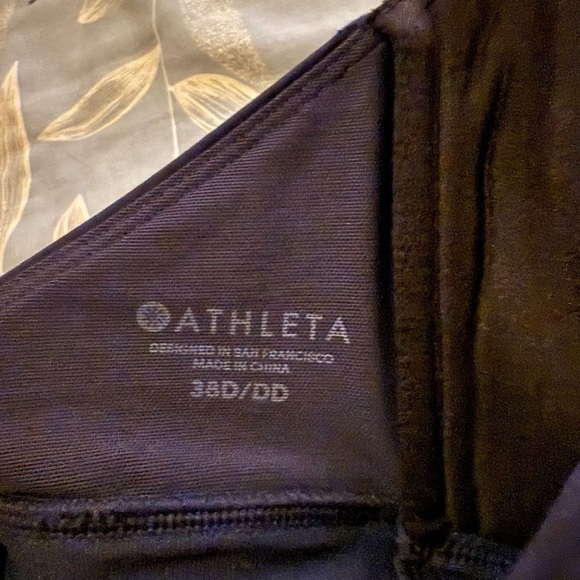 ATHLETA
DESIGNED IN SAN FRANCISCO
MADE IN CHINA
38D/DD